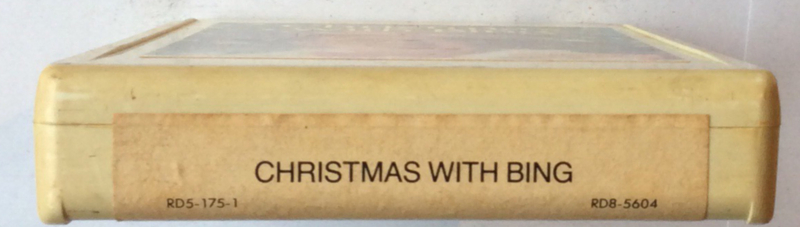 CHRISTMAS WITH BING
RD5-175-1 RD8-5604